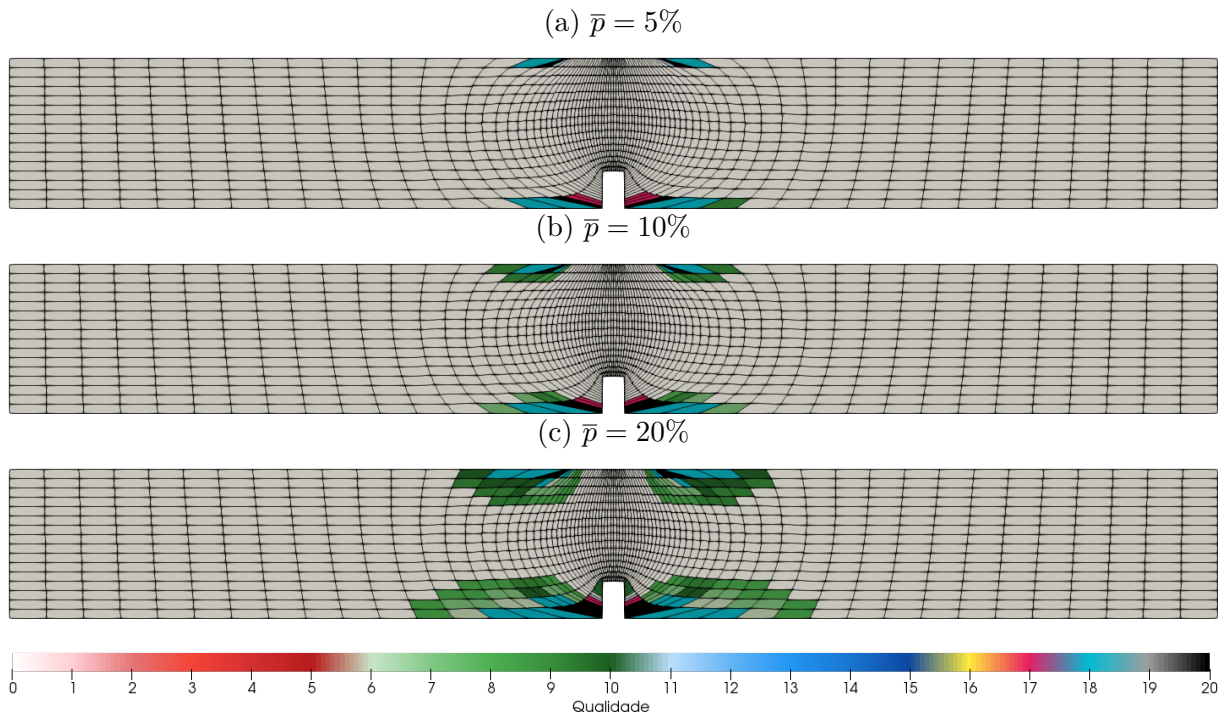 (a) p̅ = 5%
(b) p̅ = 10%
(c) p̅ = 20%
0 1 2 3 4 5 6 7 8 9 10 11 12 13 14 15 16 17 18 19 20
Qualidade